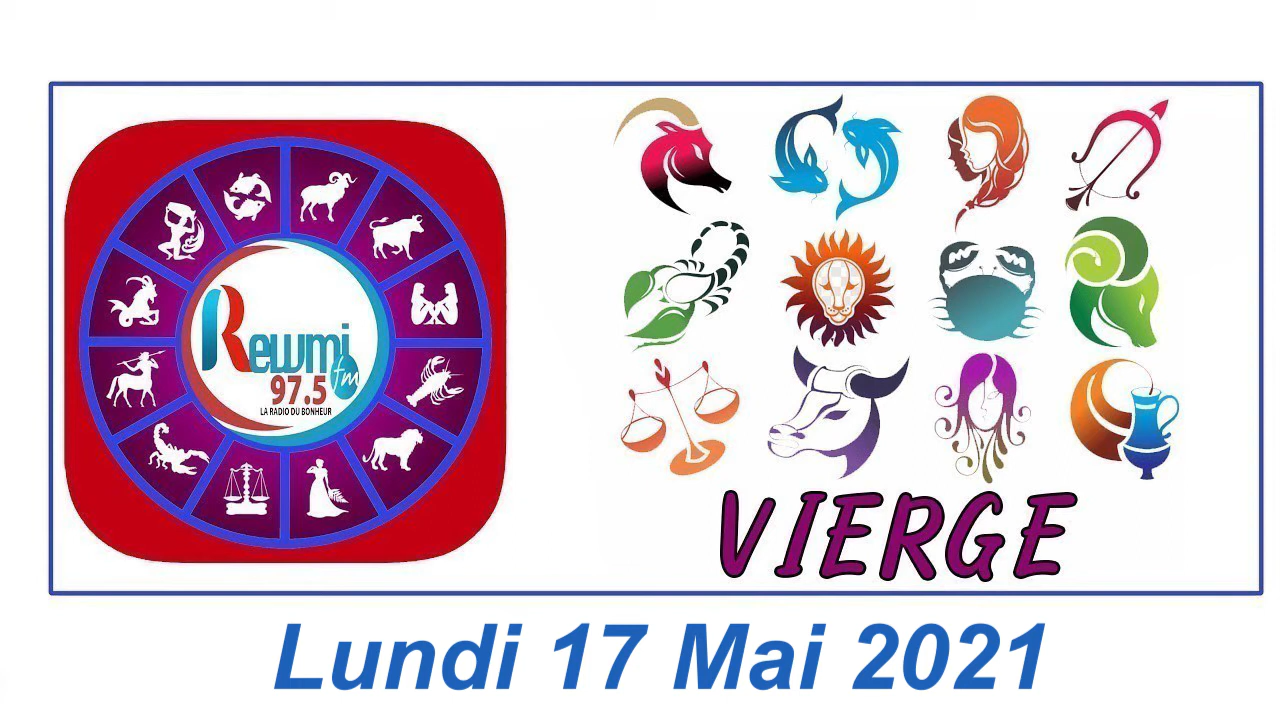 Rewmi
fm
97.5
LA RADIO DU BONHEUR
VIERGE
Lundi 17 Mai 2021